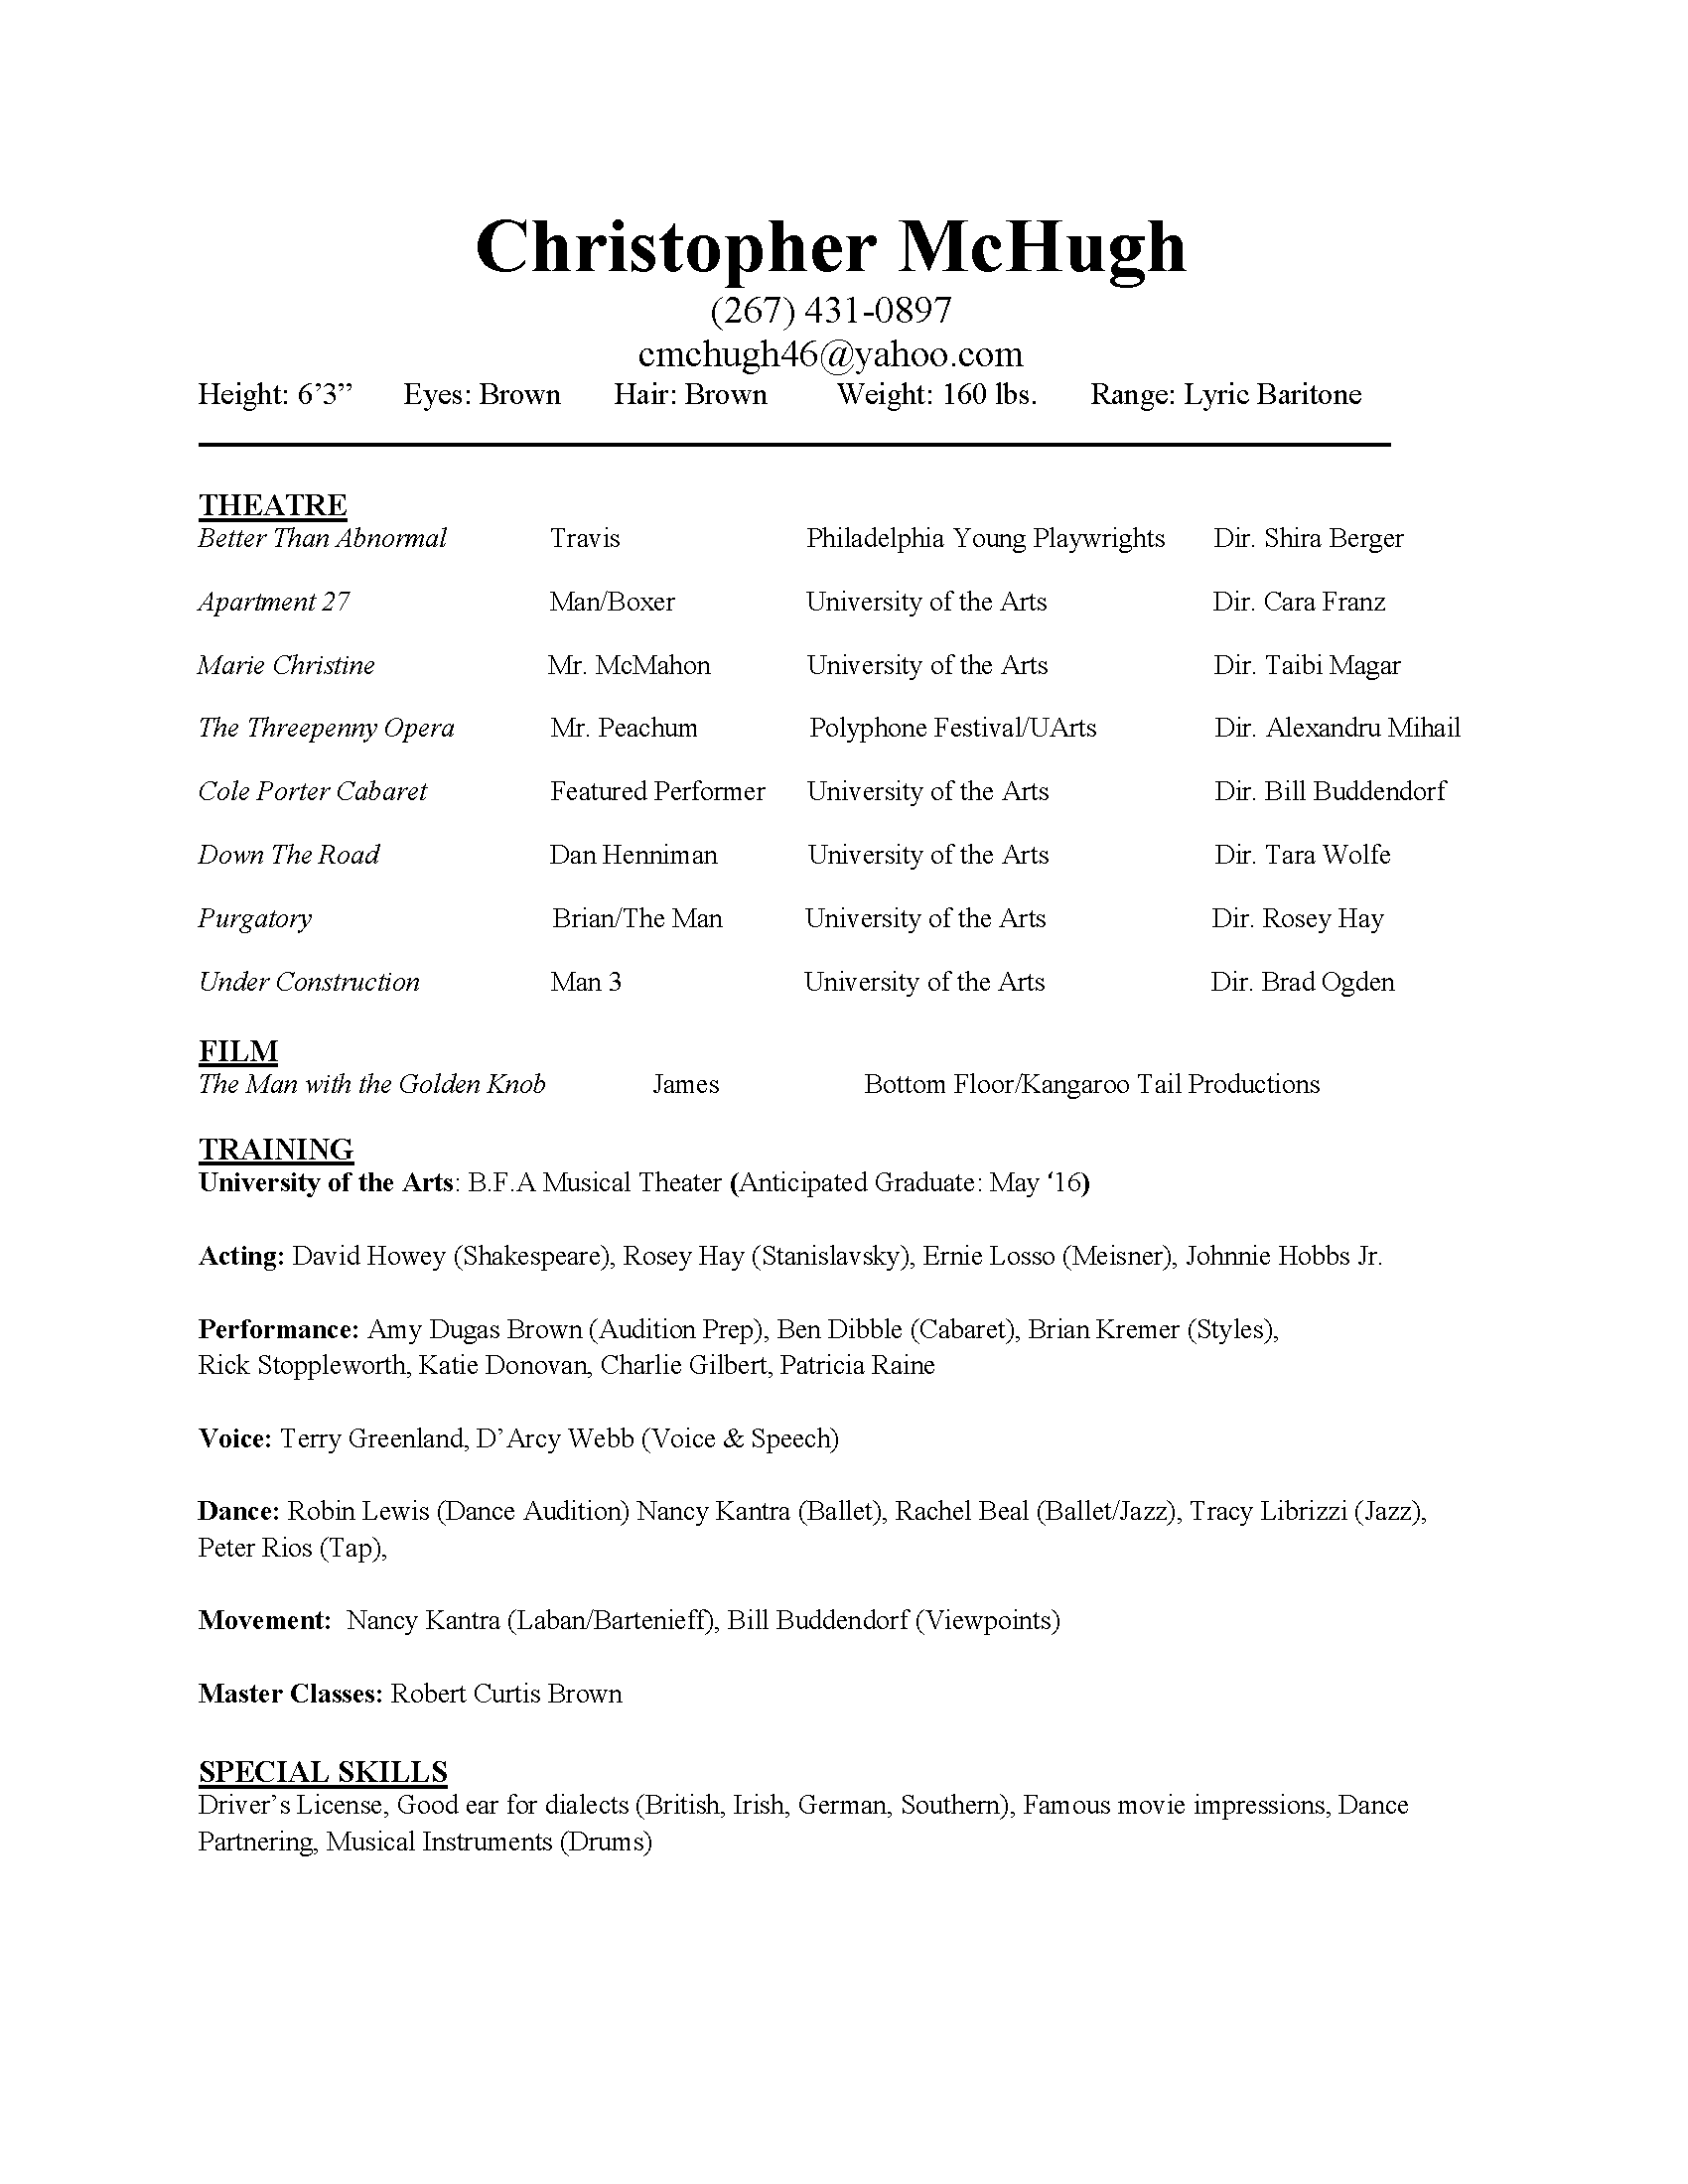 Christopher McHugh
(267) 431-0897
cmchugh46@yahoo.com
Height: 6’3” Eyes: Brown Hair: Brown Weight: 160 lbs. Range: Lyric Baritone
THEATRE
Better Than Abnormal Travis Philadelphia Young Playwrights Dir. Shira Berger
Apartment 27 Man/Boxer University of the Arts Dir. Cara Franz
Marie Christine Mr. McMahon University of the Arts Dir. Taibi Magar
The Threepenny Opera Mr. Peachum Polyphone Festival/UArts Dir. Alexandru Mihail
Cole Porter Cabaret Featured Performer University of the Arts Dir. Bill Buddendorf
Down The Road Dan Henniman University of the Arts Dir. Tara Wolfe
Purgatory Brian/The Man University of the Arts Dir. Rosey Hay
Under Construction Man 3 University of the Arts Dir. Brad Ogden
FILM
The Man with the Golden Knob James Bottom Floor/Kangaroo Tail Productions
TRAINING
University of the Arts: B.F.A Musical Theater (Anticipated Graduate: May ‘16)
Acting: David Howey (Shakespeare), Rosey Hay (Stanislavsky), Ernie Losso (Meisner), Johnnie Hobbs Jr.
Performance: Amy Dugas Brown (Audition Prep), Ben Dibble (Cabaret), Brian Kremer (Styles),
Rick Stoppleworth, Katie Donovan, Charlie Gilbert, Patricia Raine
Voice: Terry Greenland, D’Arcy Webb (Voice & Speech)
Dance: Robin Lewis (Dance Audition) Nancy Kantra (Ballet), Rachel Beal (Ballet/Jazz), Tracy Librizzi (Jazz),
Peter Rios (Tap),
Movement: Nancy Kantra (Laban/Bartenieff), Bill Buddendorf (Viewpoints)
Master Classes: Robert Curtis Brown
SPECIAL SKILLS
Driver’s License, Good ear for dialects (British, Irish, German, Southern), Famous movie impressions, Dance
Partnering, Musical Instruments (Drums)